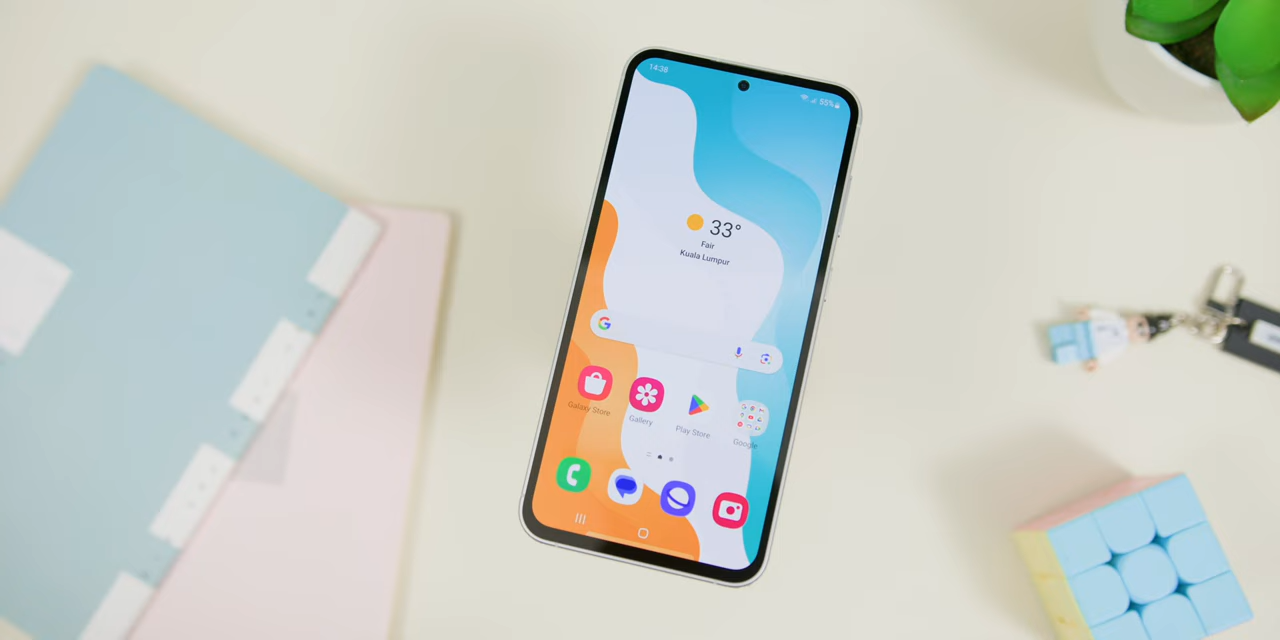 14:38
55%
33°
Fair
Kuala Lumpur
G
Galaxy Store
Gallery
Play Store
Google